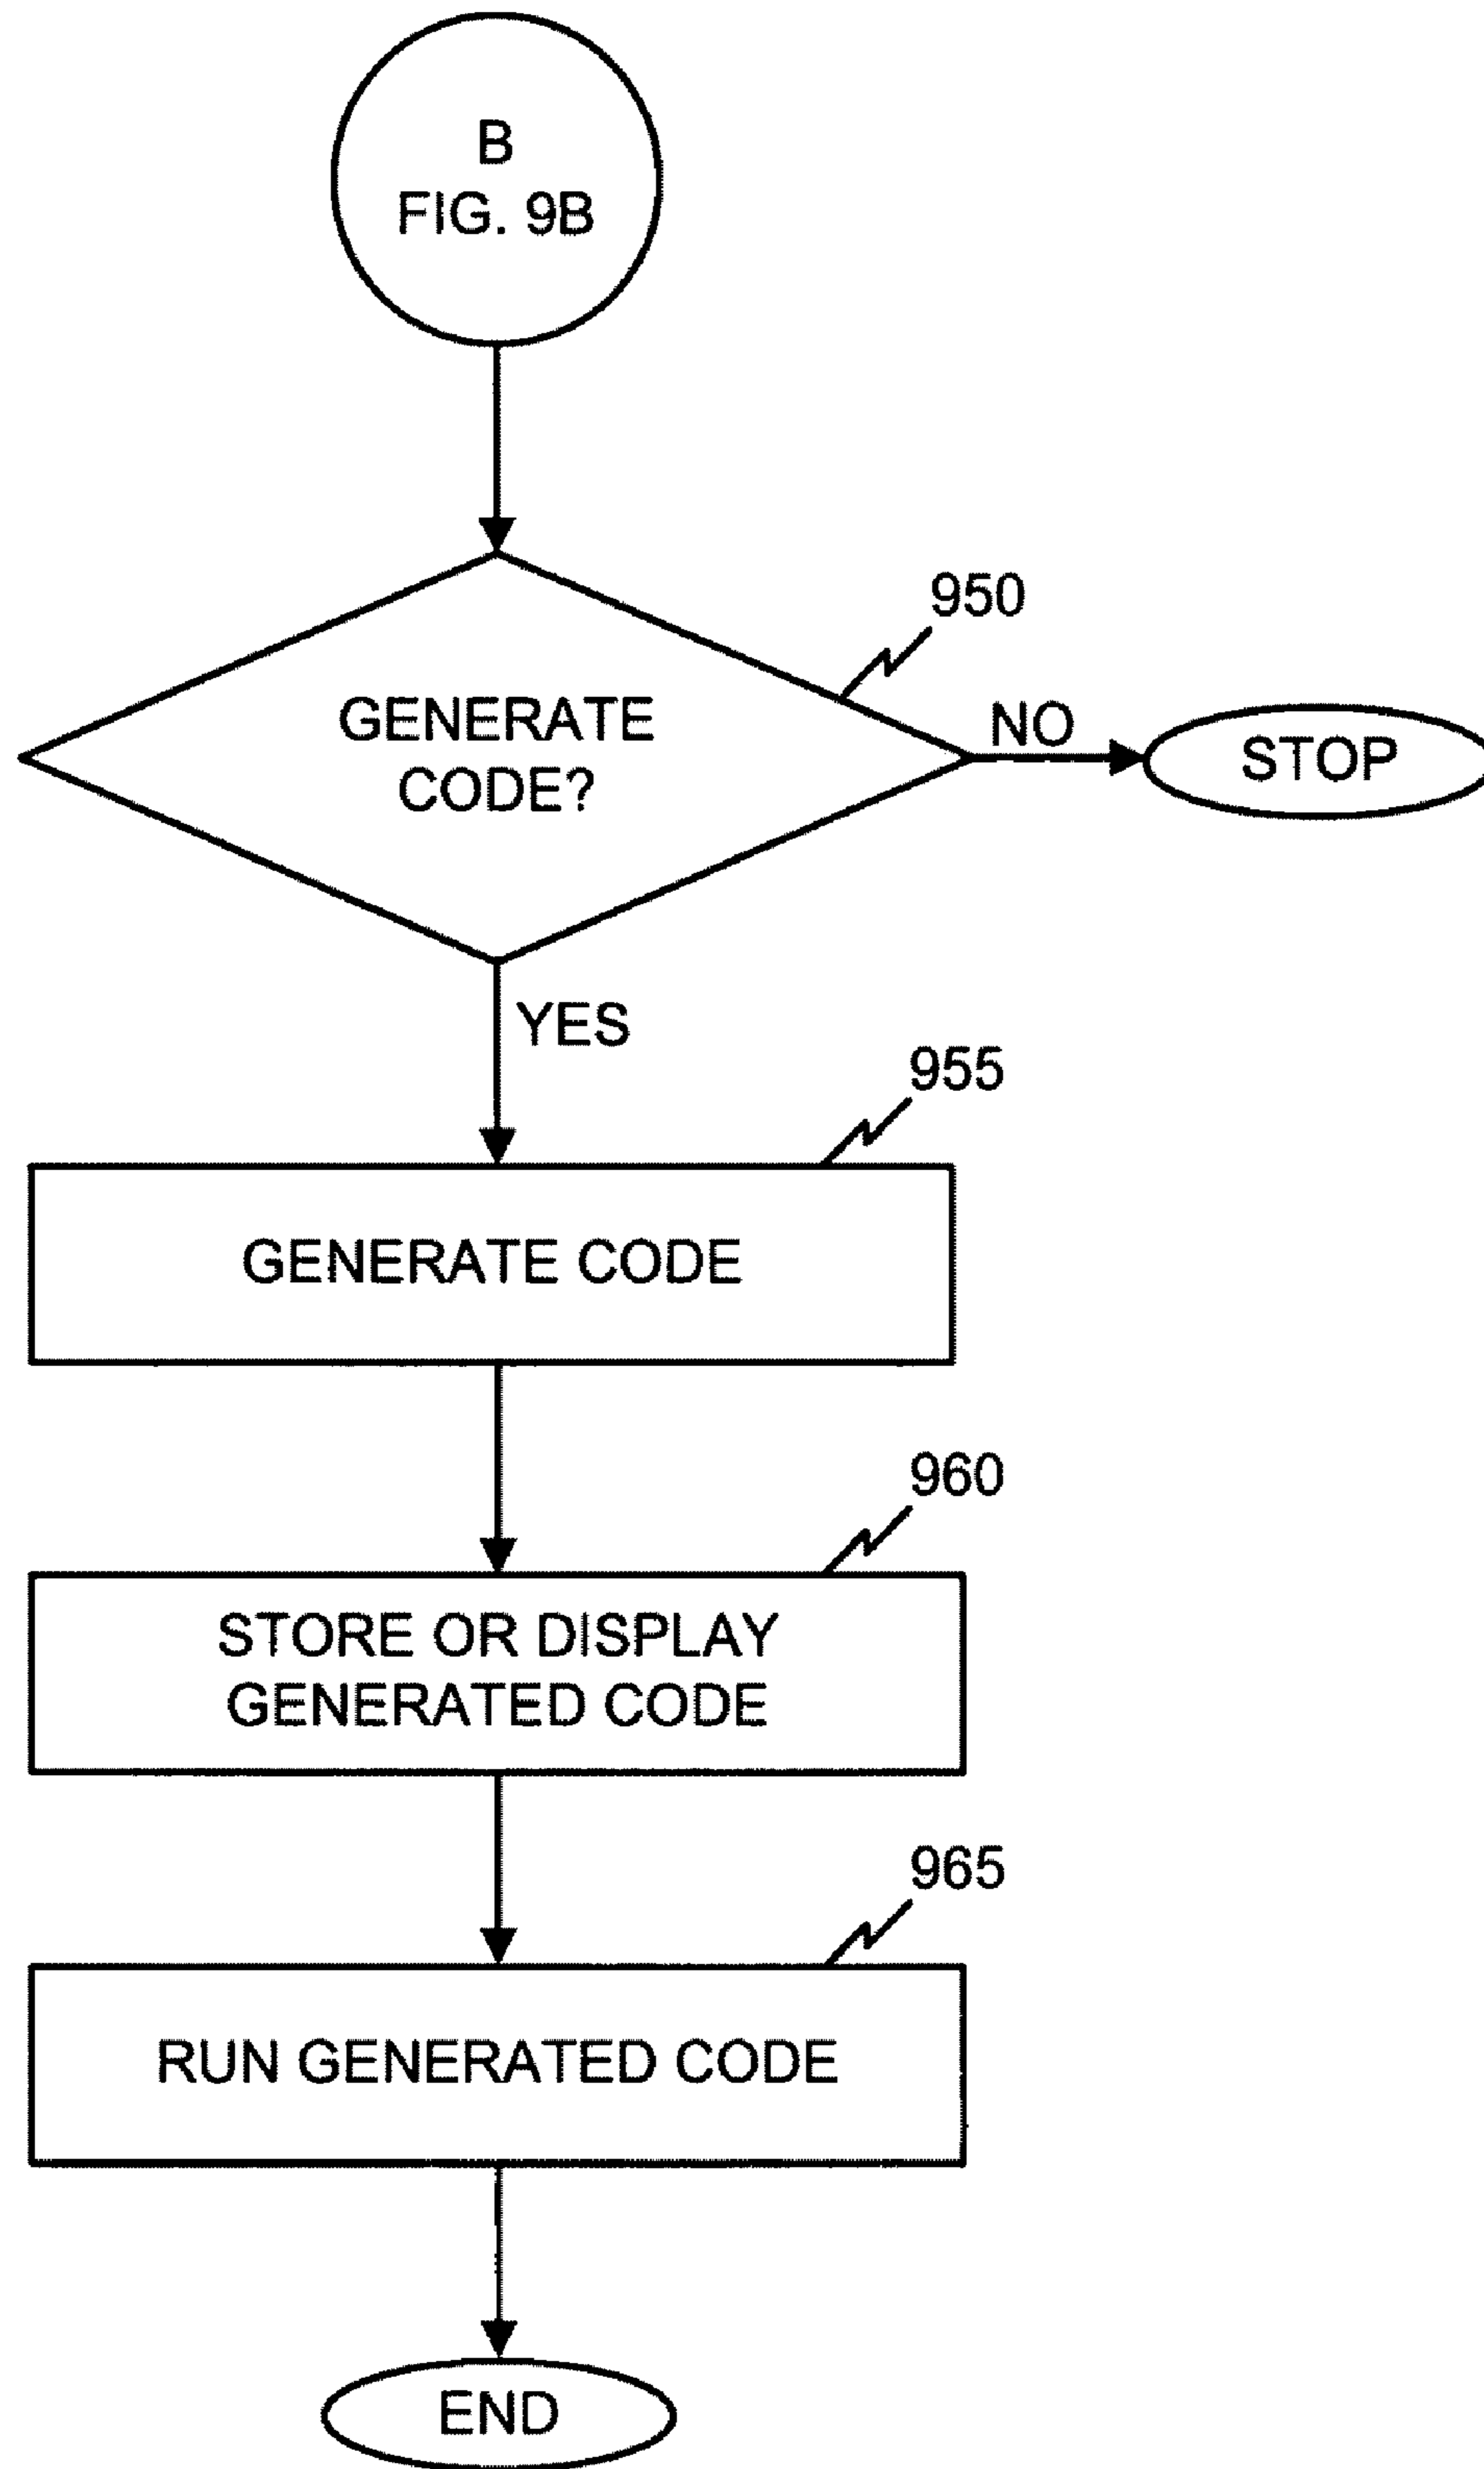 B
FIG. 9B
950
GENERATE
CODE?
NO
STOP
YES
955
GENERATE CODE
960
STORE OR DISPLAY
GENERATED CODE
965
RUN GENERATED CODE
END